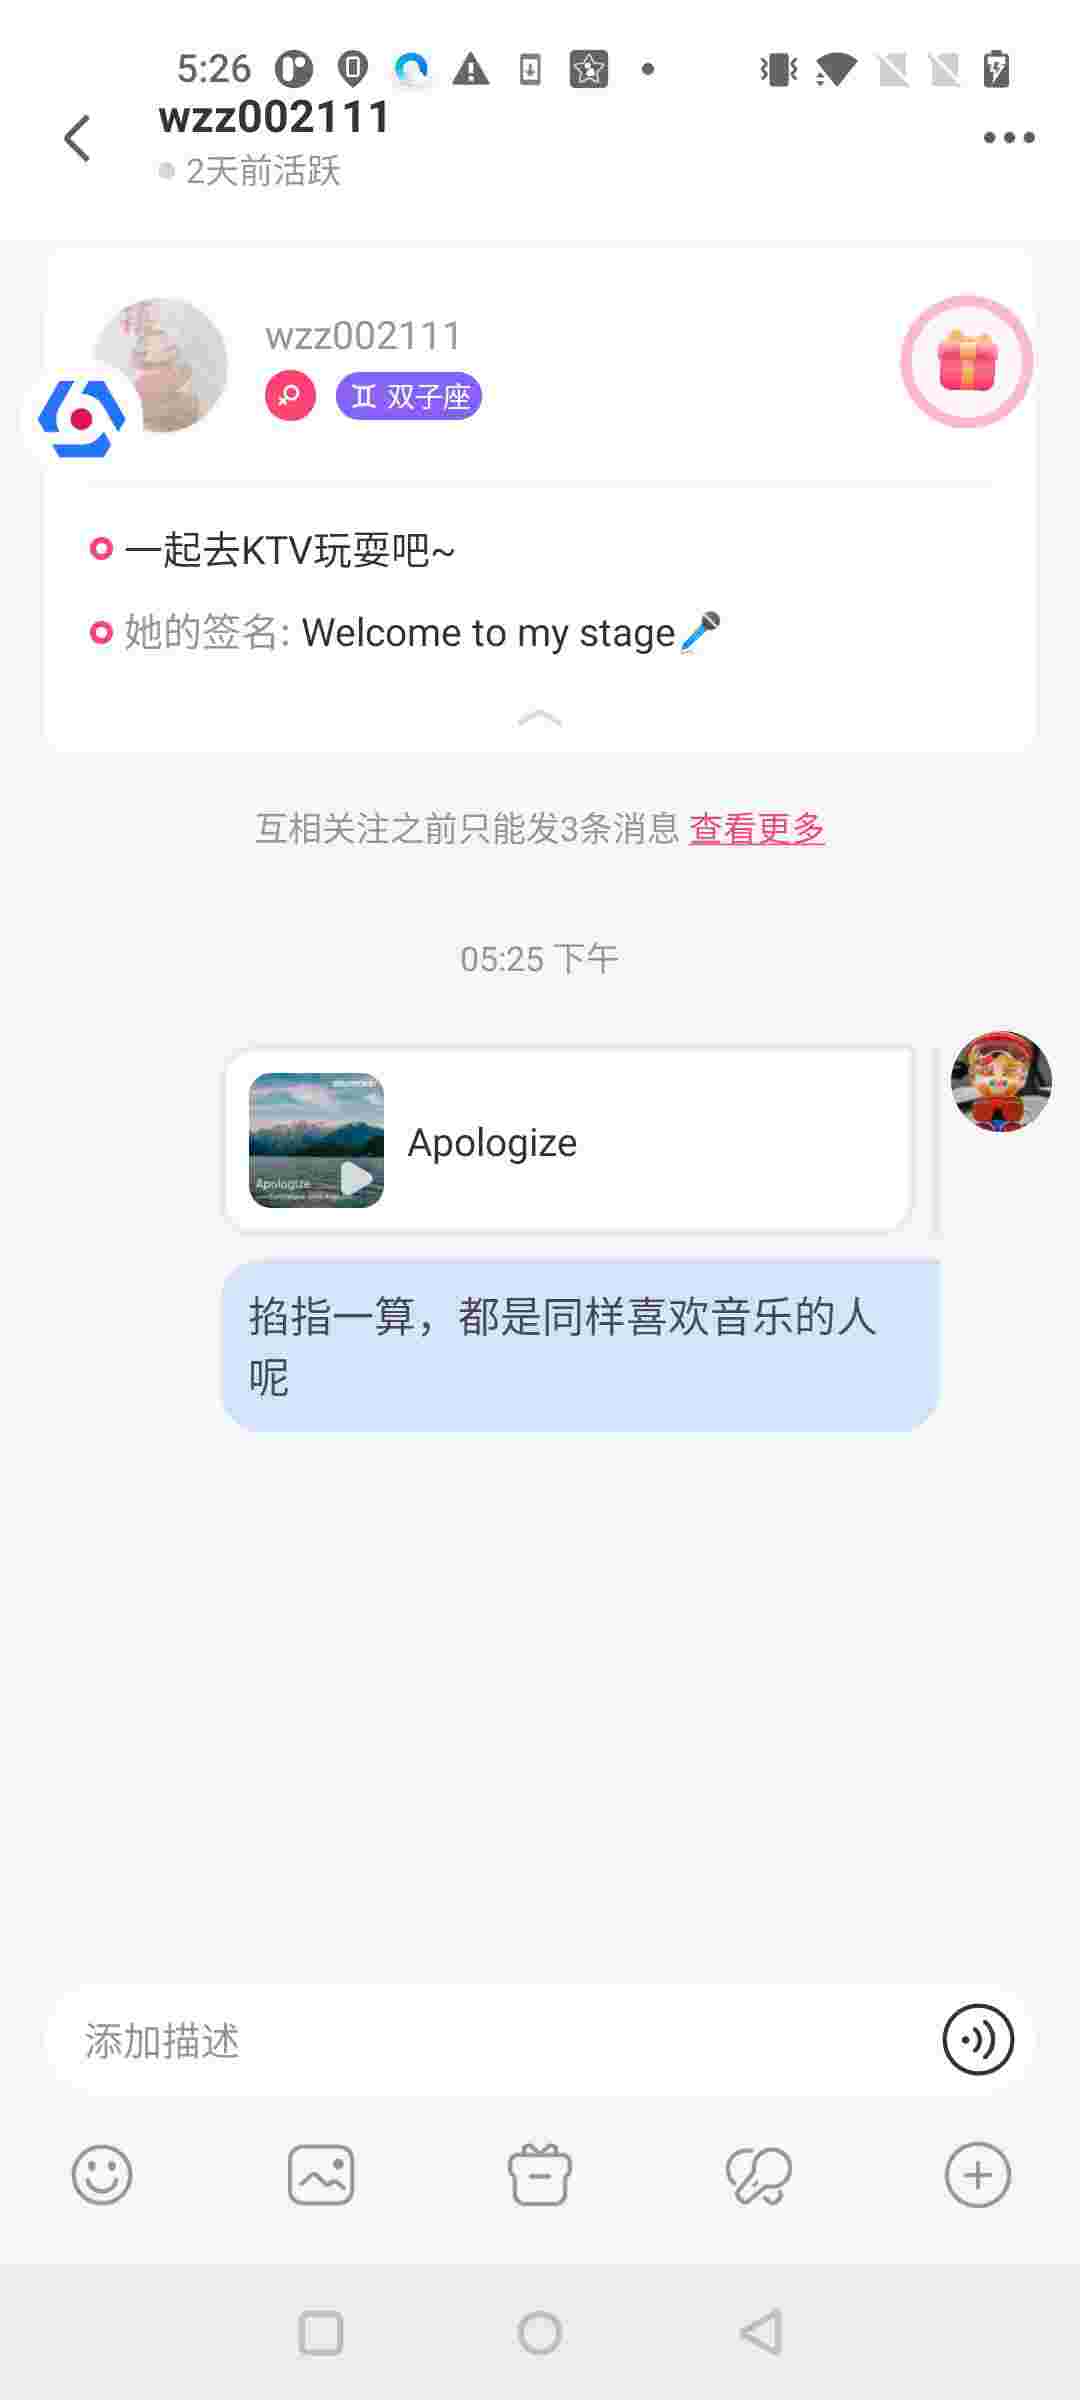 5:26
wzz002111
2天前活跃
wzz002111
双子座
一起去KTV玩耍吧~
她的签名: Welcome to my stage🎤
互相关注之前只能发3条消息 查看更多
05:25 下午
Apologize
Apologize
掐指一算，都是同样喜欢音乐的人
呢
添加描述